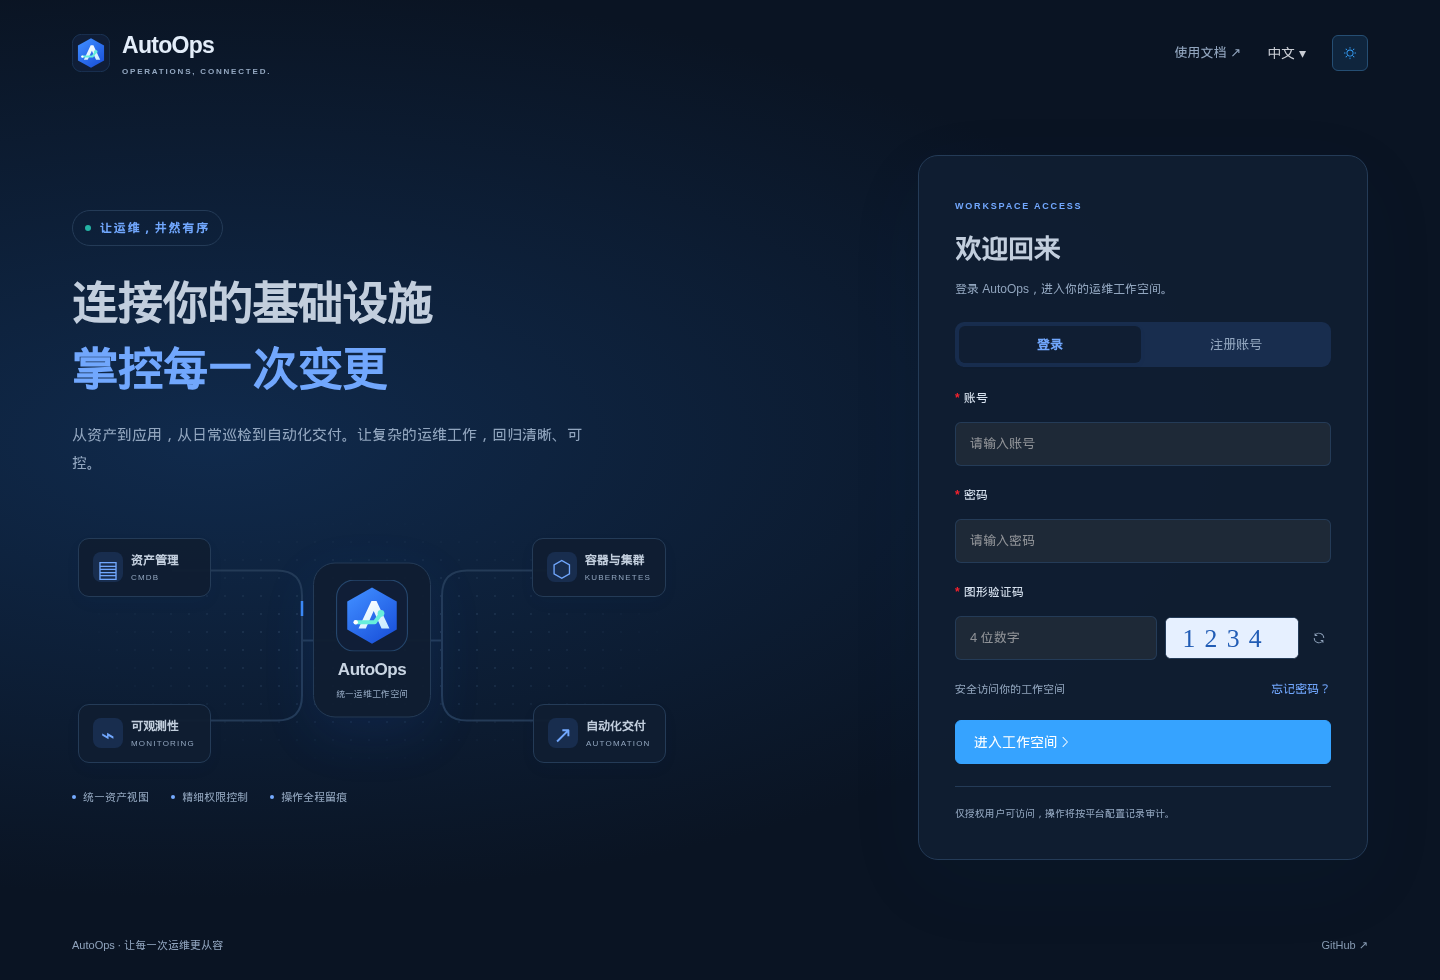 AutoOps
OPERATIONS, CONNECTED.
使用文档 ↗
中文 ▾
让运维，井然有序
连接你的基础设施
掌控每一次变更
从资产到应用，从日常巡检到自动化交付。让复杂的运维工作，回归清晰、可
控。
资产管理
CMDB
容器与集群
KUBERNETES
AutoOps
统一运维工作空间
可观测性
MONITORING
自动化交付
AUTOMATION
统一资产视图
精细权限控制
操作全程留痕
WORKSPACE ACCESS
欢迎回来
登录 AutoOps，进入你的运维工作空间。
登录
注册账号
* 账号
请输入账号
* 密码
请输入密码
* 图形验证码
4 位数字
1 2 3 4
安全访问你的工作空间
忘记密码？
进入工作空间
仅授权用户可访问，操作将按平台配置记录审计。
AutoOps · 让每一次运维更从容
GitHub ↗